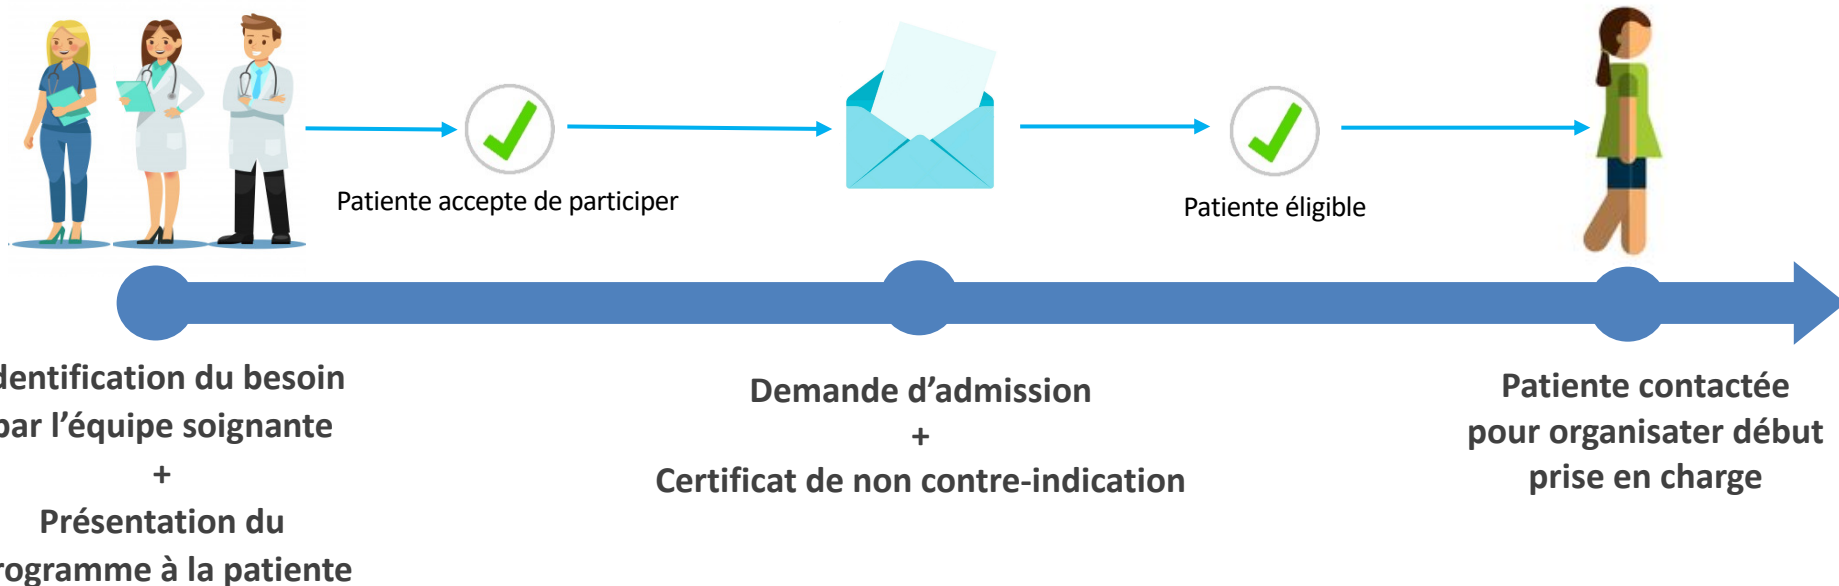 Patiente accepte de participer
Patiente éligible
dentification du besoin
par l’équipe soignante
+
Présentation du
rogramme à la patiente
Demande d’admission
+
Certificat de non contre-indication
Patiente contactée
pour organisater début
prise en charge